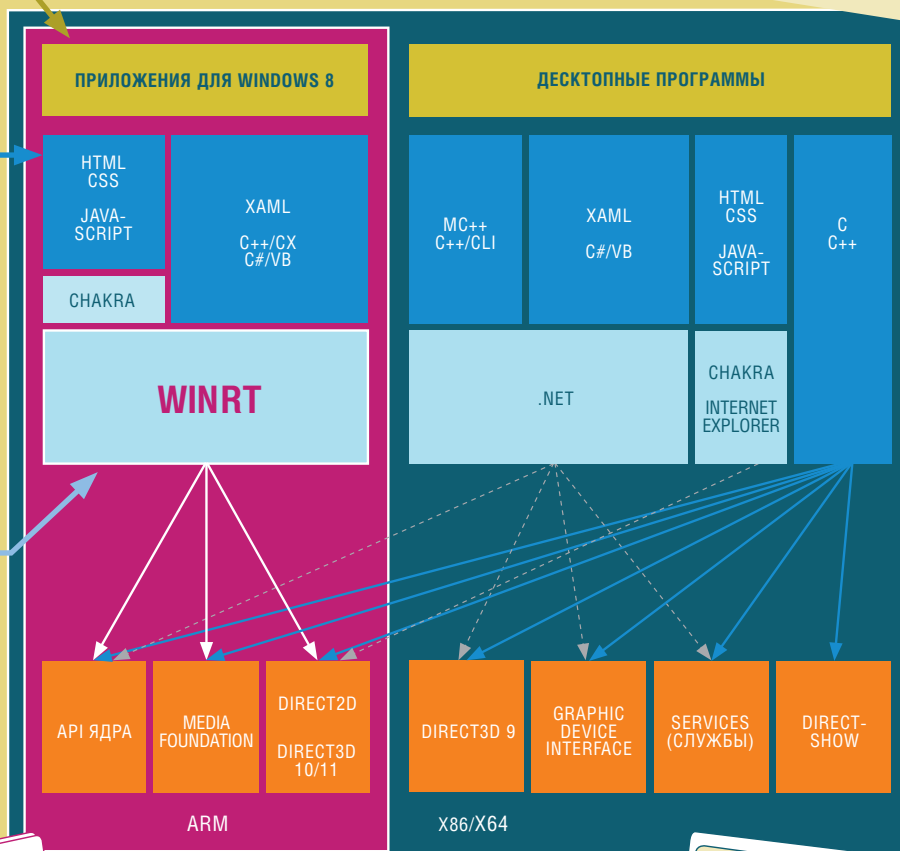 ПРИЛОЖЕНИЯ ДЛЯ WINDOWS 8
ДЕСКТОПНЫЕ ПРОГРАММЫ
HTML
CSS
JAVA-
SCRIPT
CHAKRA
XAML
C++/CX
C#/VB
MC++
C++/CLI
XAML
C#/VB
HTML
CSS
JAVA-
SCRIPT
C
C++
WINRT
.NET
CHAKRA
INTERNET
EXPLORER
API ЯДРА
MEDIA
FOUNDATION
DIRECT2D
DIRECT3D
10/11
DIRECT3D 9
GRAPHIC
DEVICE
INTERFACE
SERVICES
(СЛУЖБЫ)
DIRECT-
SHOW
ARM
X86/X64